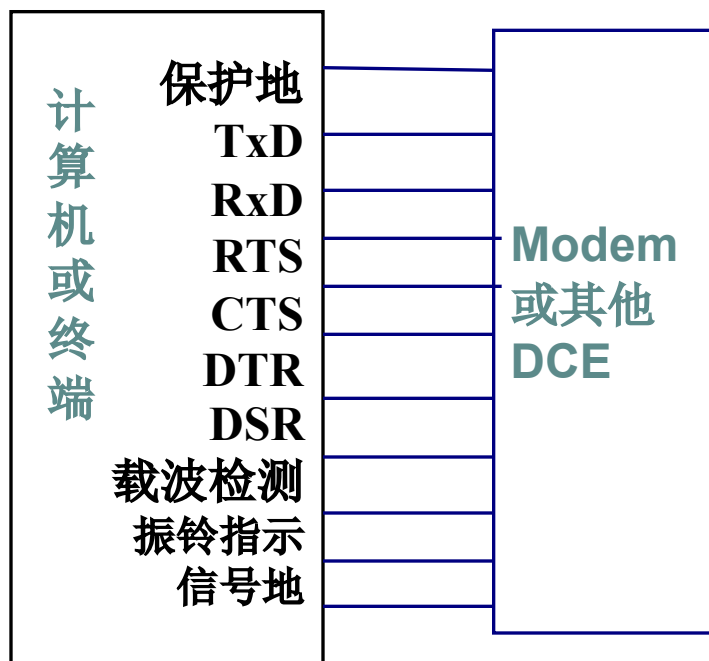 计算机或终端
保护地
TxD
RxD
RTS
CTS
DTR
DSR
载波检测
振铃指示
信号地
Modem
或其他
DCE